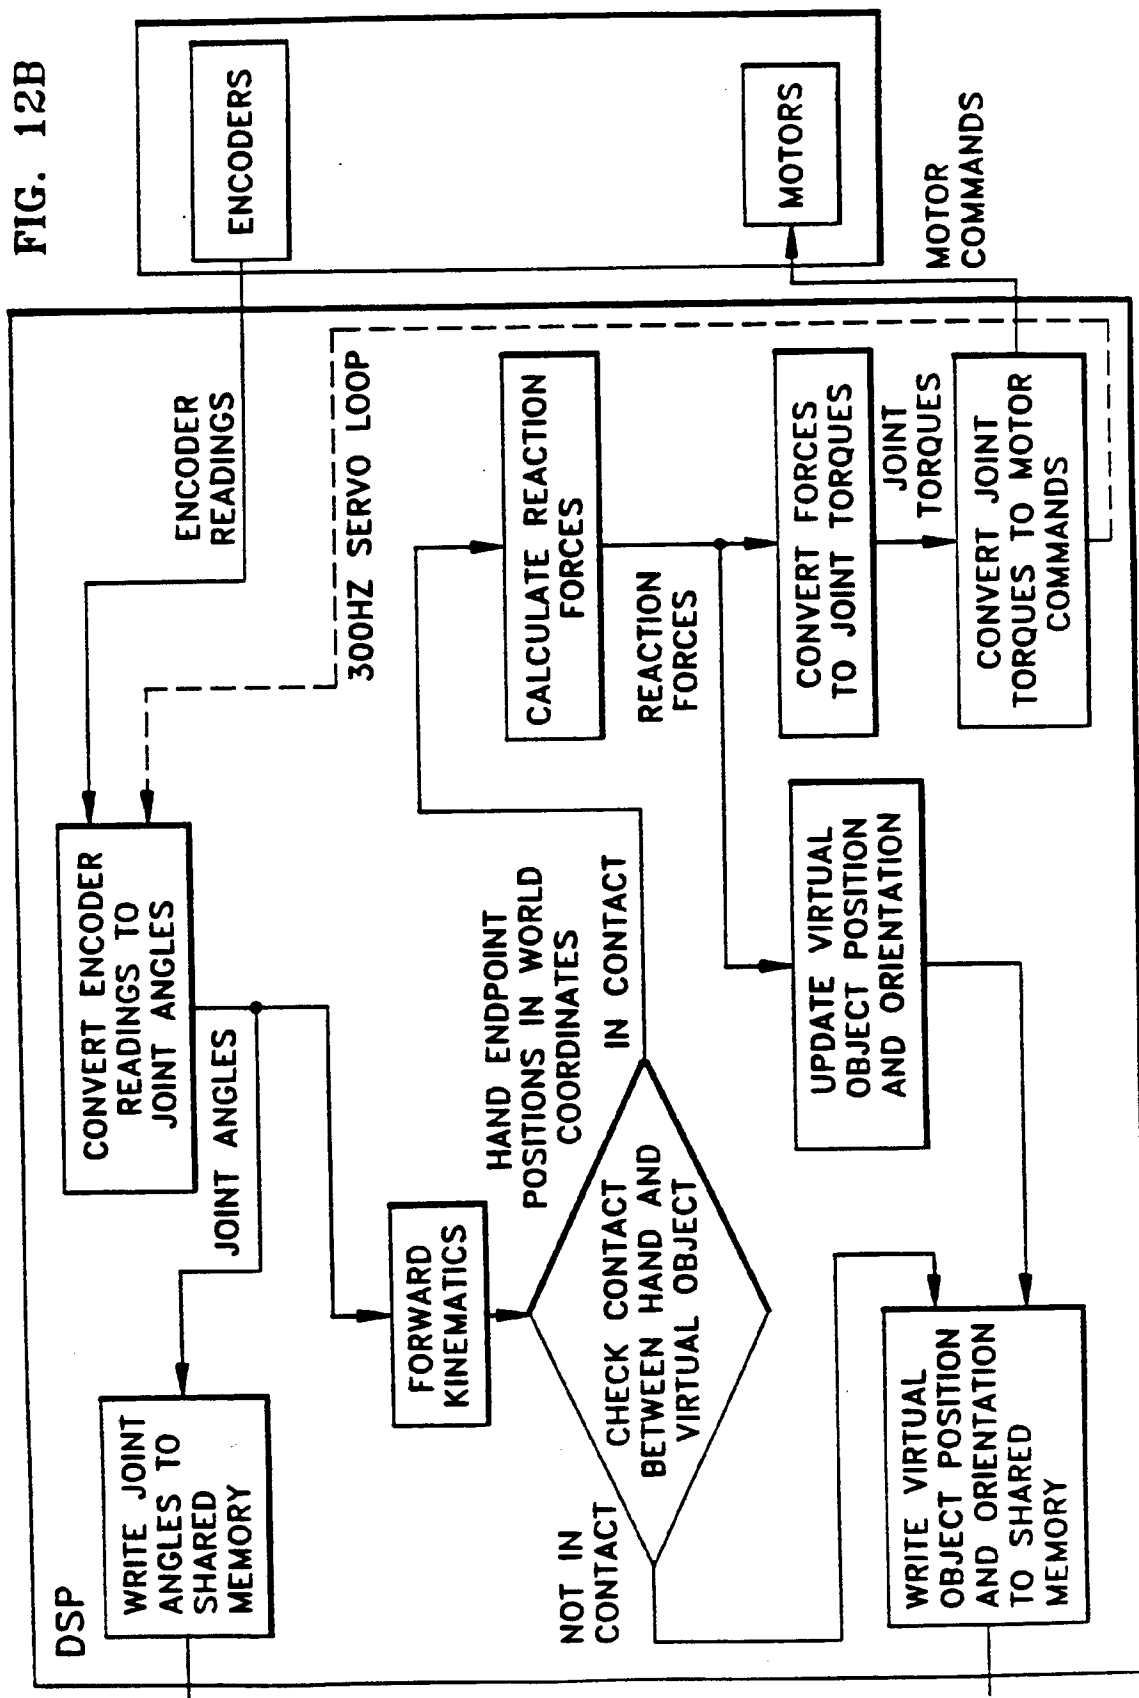 FIG. 12B
DSP
WRITE JOINT
ANGLES TO
SHARED
MEMORY
CONVERT ENCODER
READINGS TO
JOINT ANGLES
JOINT ANGLES
ENCODER
READINGS
ENCODERS
300HZ SERVO LOOP
FORWARD
KINEMATICS
HAND ENDPOINT
POSITIONS IN WORLD
COORDINATES
IN CONTACT
CHECK CONTACT
BETWEEN HAND AND
VIRTUAL OBJECT
NOT IN
CONTACT
CALCULATE REACTION
FORCES
REACTION
FORCES
CONVERT FORCES
TO JOINT TORQUES
JOINT
TORQUES
MOTORS
UPDATE VIRTUAL
OBJECT POSITION
AND ORIENTATION
CONVERT JOINT
TORQUES TO MOTOR
COMMANDS
MOTOR
COMMANDS
WRITE VIRTUAL
OBJECT POSITION
AND ORIENTATION
TO SHARED
MEMORY